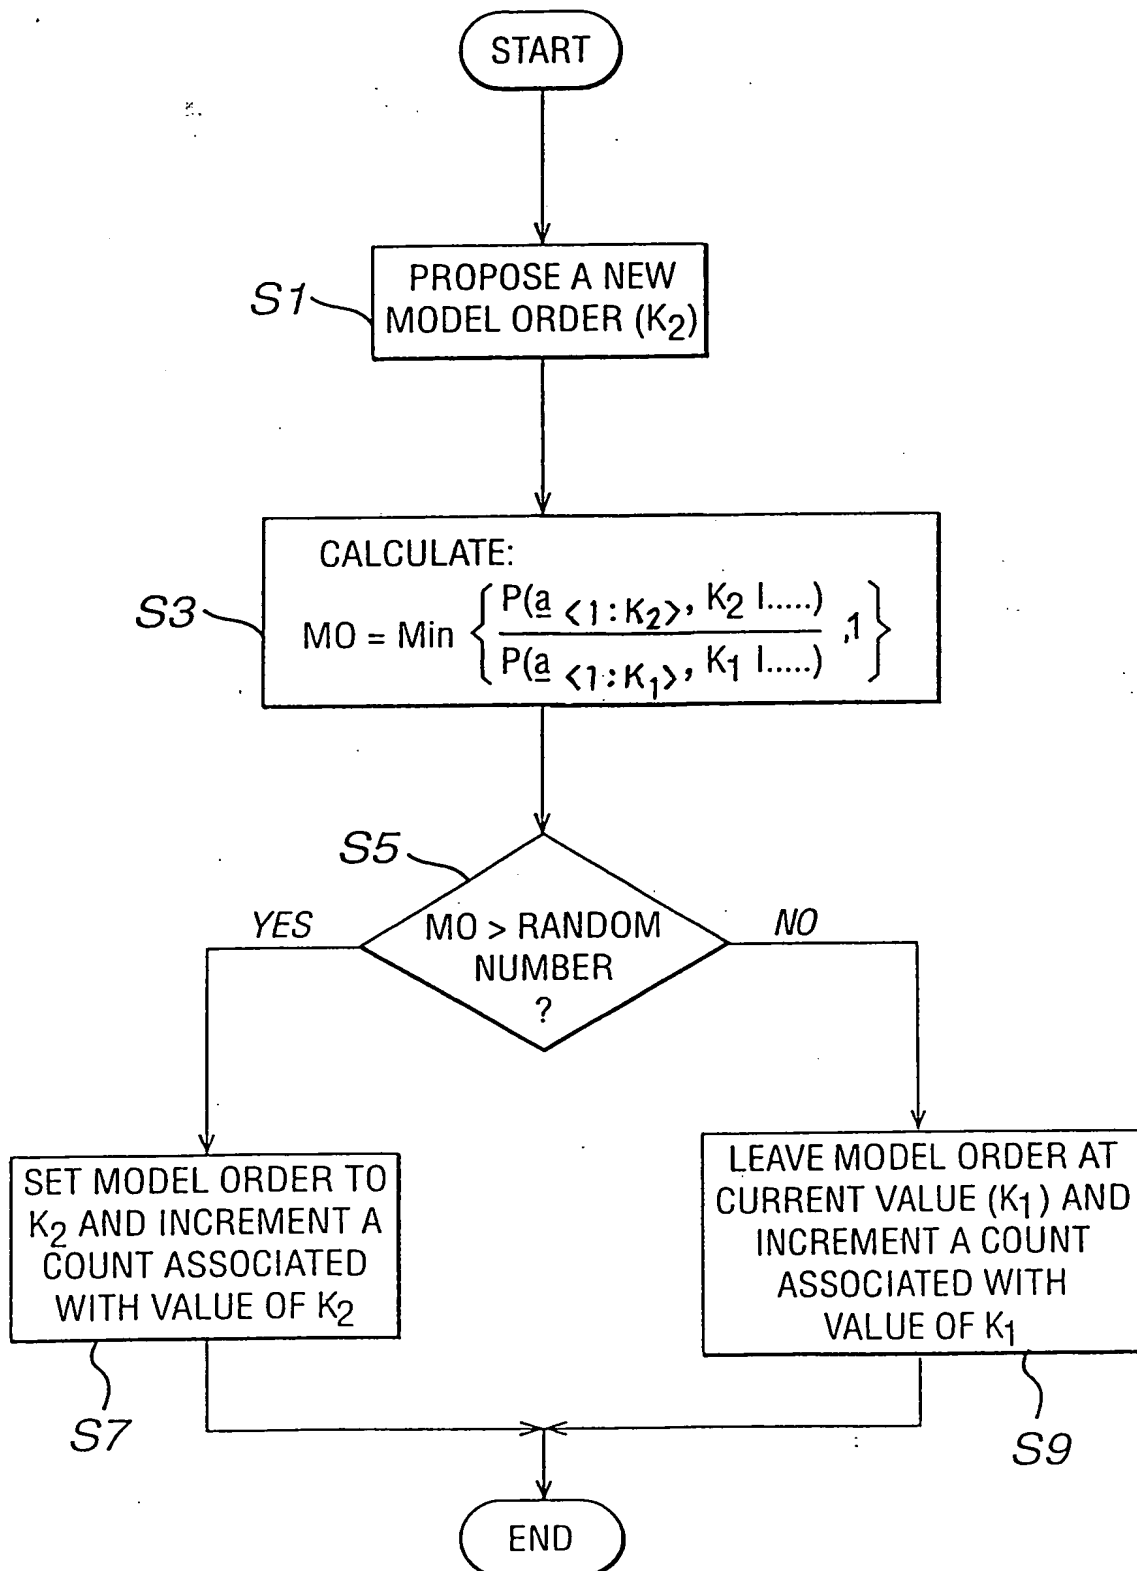 START
S1
PROPOSE A NEW
MODEL ORDER (K2)
S3
CALCULATE:
MO = Min { P(a <1:K2>, K2 |.....) / P(a <1:K1>, K1 |.....) ,1 }
S5
YES
MO > RANDOM
NUMBER
?
NO
SET MODEL ORDER TO
K2 AND INCREMENT A
COUNT ASSOCIATED
WITH VALUE OF K2
S7
LEAVE MODEL ORDER AT
CURRENT VALUE (K1) AND
INCREMENT A COUNT
ASSOCIATED WITH
VALUE OF K1
S9
END